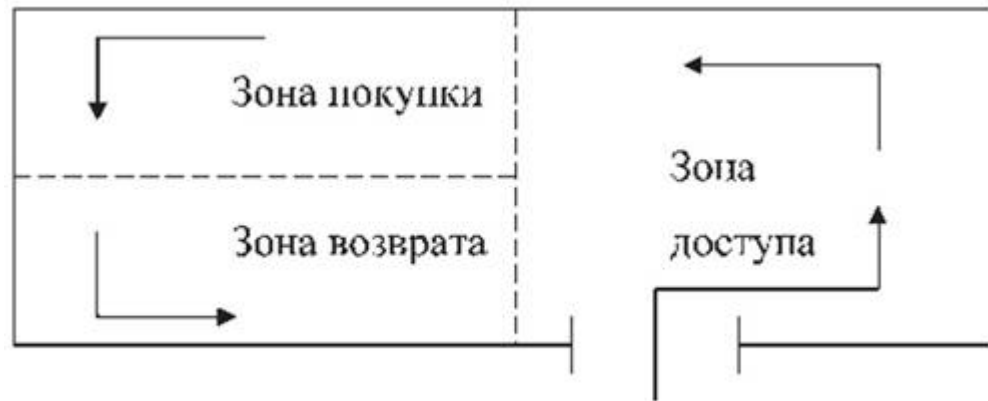 Зона покупки
Зона возврата
Зона
доступа